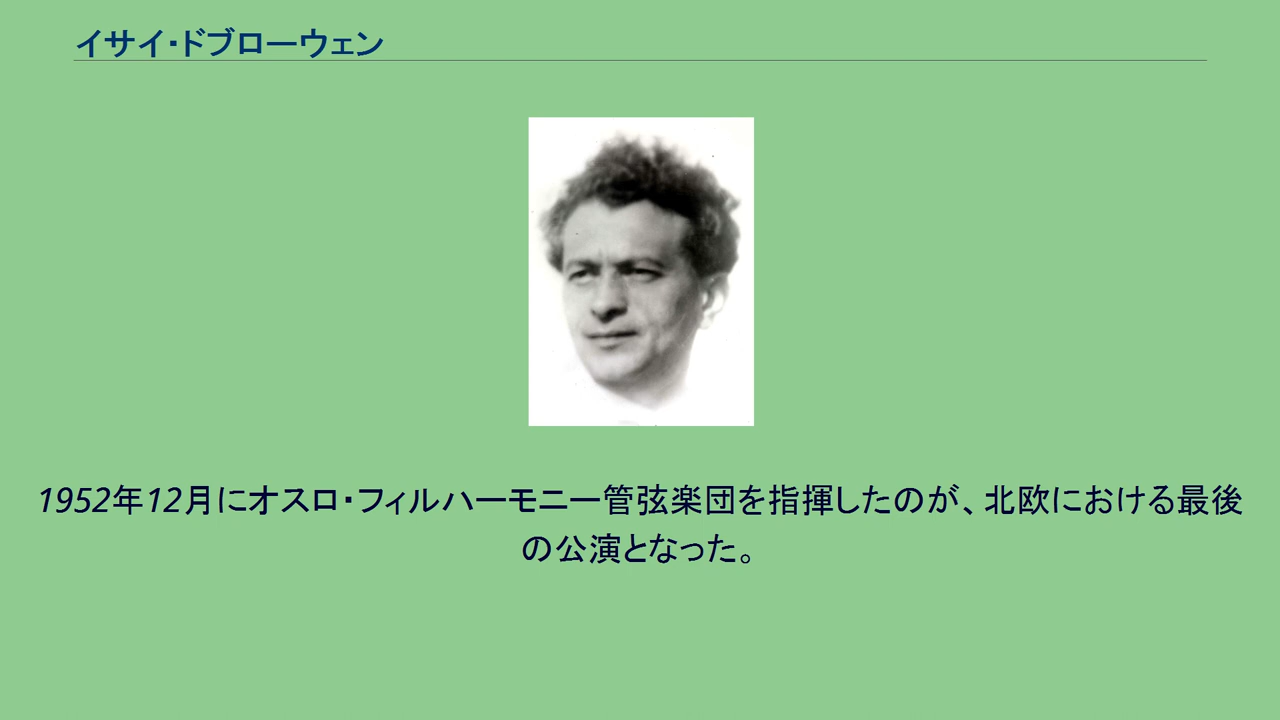 イサイ・ドブローウェン
1952年12月にオスロ・フィルハーモニー管弦楽団を指揮したのが、北欧における最後
の公演となった。